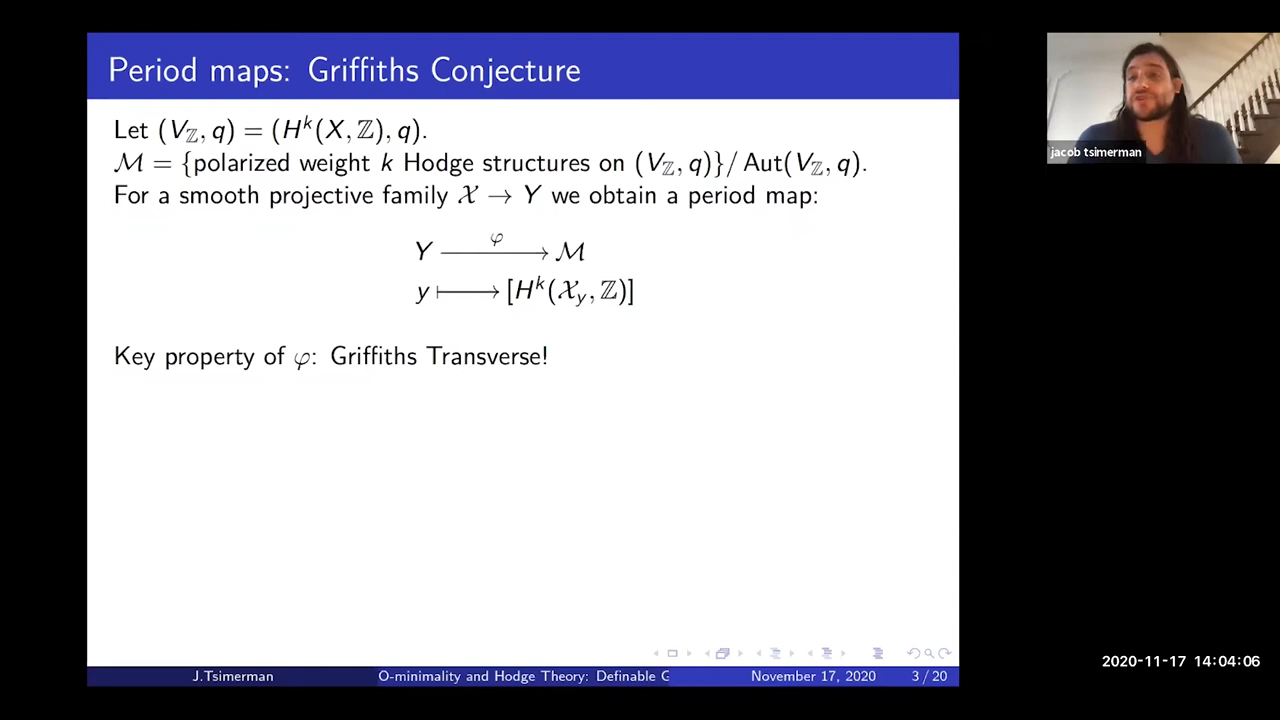 Period maps: Griffiths Conjecture
Let (V_ℤ, q) = (H^k(X, ℤ), q).
ℳ = {polarized weight k Hodge structures on (V_ℤ, q)}/ Aut(V_ℤ, q).
For a smooth projective family 𝒳 → Y we obtain a period map:
φ
Y ⟶ ℳ
y ⟼ [H^k(𝒳_y, ℤ)]
Key property of φ: Griffiths Transverse!
J.Tsimerman O-minimality and Hodge Theory: Definable G November 17, 2020 3 / 20
jacob tsimerman
2020-11-17 14:04:06